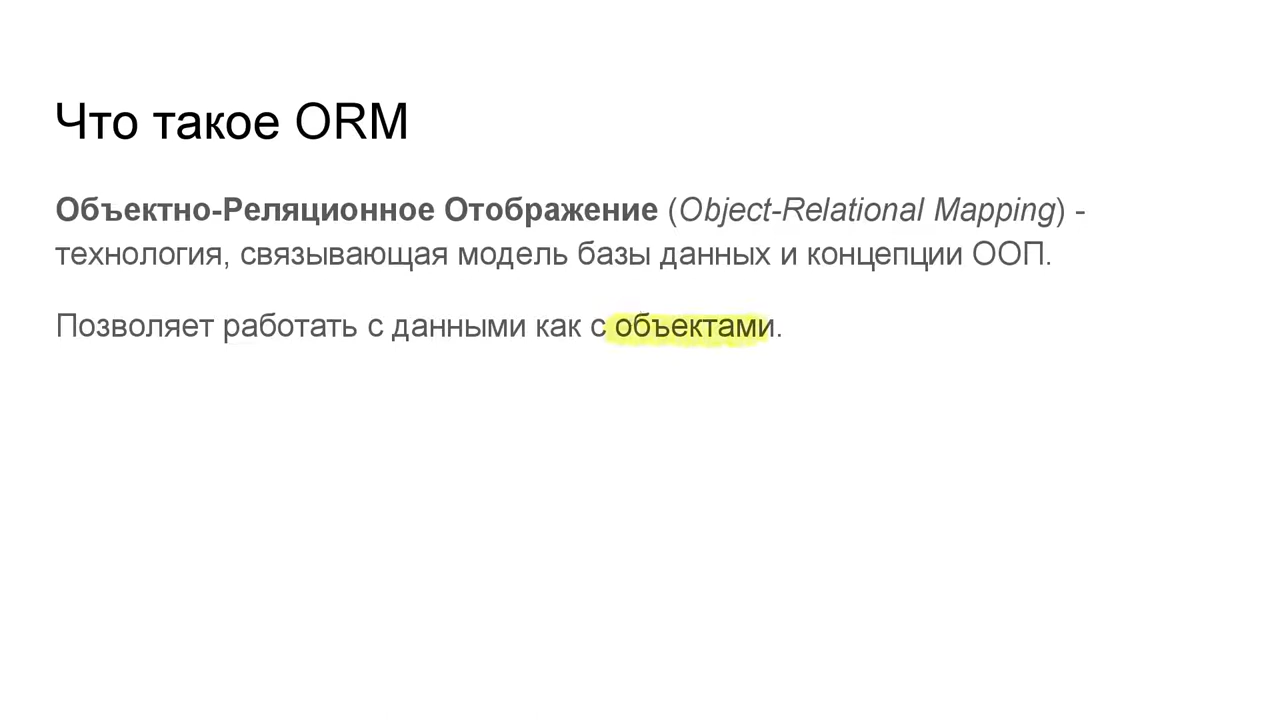 Что такое ORM
Объектно-Реляционное Отображение (Object-Relational Mapping) -
технология, связывающая модель базы данных и концепции ООП.
Позволяет работать с данными как с объектами.